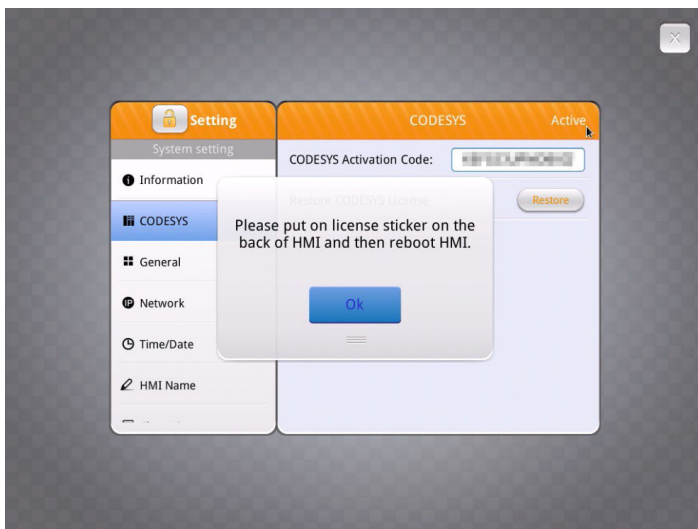 Setting
CODESYS
Active
System setting
CODESYS Activation Code:
Information
Restore CODESYS License
Restore
CODESYS
Please put on license sticker on the
back of HMI and then reboot HMI.
General
Ok
Network
Time/Date
HMI Name